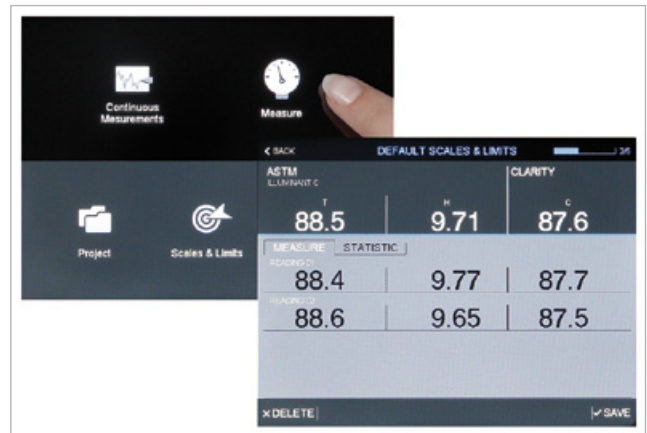 Continuous
Mesurements
Measure
Project
Scales & Limits
< BACK
DEFAULT SCALES & LIMITS
3/6
ASTM
ILLUMINANT C
CLARITY
T H C
88.5 9.71 87.6
MEASURE STATISTIC
READING 01
88.4 9.77 87.7
READING 02
88.6 9.65 87.5
× DELETE
✓ SAVE